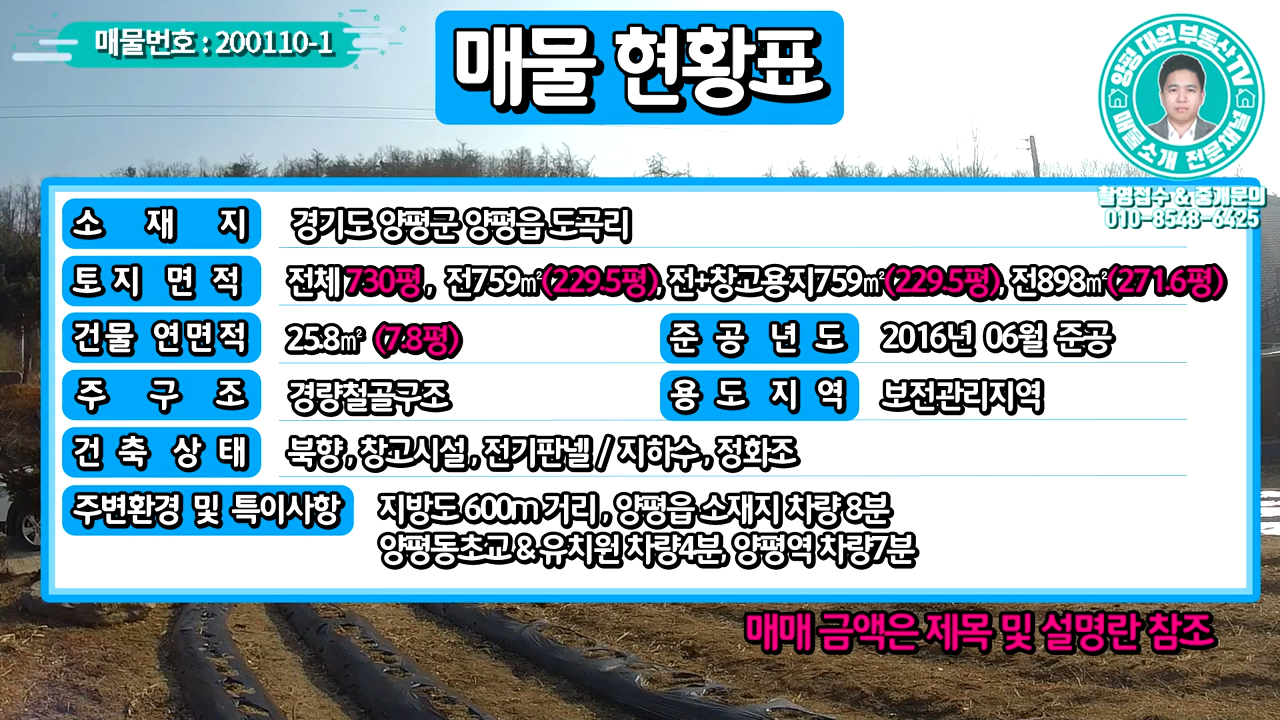 매물번호 : 200110-1
매물 현황표
양평 대원 부동산TV
매물소개 전문채널
촬영접수 & 중개문의
010-8548-6425
소 재 지 경기도 양평군 양평읍 도곡리
토지 면적 전체 730평 , 전759㎡(229.5평), 전+창고용지759㎡(229.5평), 전898㎡(271.6평)
건물 연면적 25.8㎡ (7.8평) 준 공 년 도 2016년 06월 준공
주 구 조 경량철골구조 용 도 지 역 보전관리지역
건 축 상 태 북향 , 창고시설 , 전기판넬 / 지하수 , 정화조
주변환경 및 특이사항 지방도 600m 거리 , 양평읍 소재지 차량 8분
양평동초교 & 유치원 차량4분, 양평역 차량7분
매매 금액은 제목 및 설명란 참조